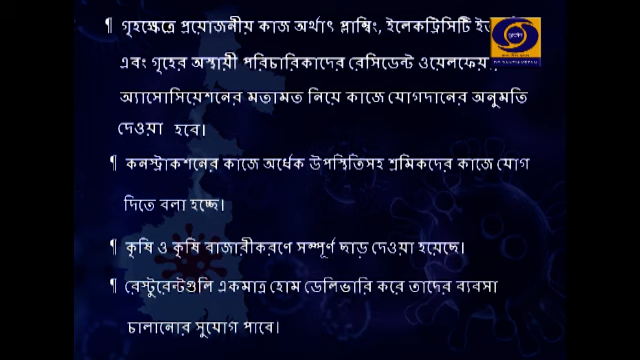 ¶ গৃহক্ষেত্রে প্রয়োজনীয় কাজ অর্থাৎ প্লাম্বিং, ইলেকট্রিসিটি
এবং গৃহের অস্থায়ী পরিচারিকাদের রেসিডেন্ট ওয়েলফেয়ার
অ্যাসোসিয়েশনের মতামত নিয়ে কাজে যোগদানের অনুমতি
দেওয়া হবে।
¶ কনস্ট্রাকশনের কাজে অর্ধেক উপস্থিতিসহ শ্রমিকদের কাজে যোগ
দিতে বলা হচ্ছে।
¶ কৃষি ও কৃষি বাজারীকরণে সম্পূর্ণ ছাড় দেওয়া হয়েছে।
¶ রেস্টুরেন্টগুলি একমাত্র হোম ডেলিভারি করে তাদের ব্যবসা
চালানোর সুযোগ পাবে।